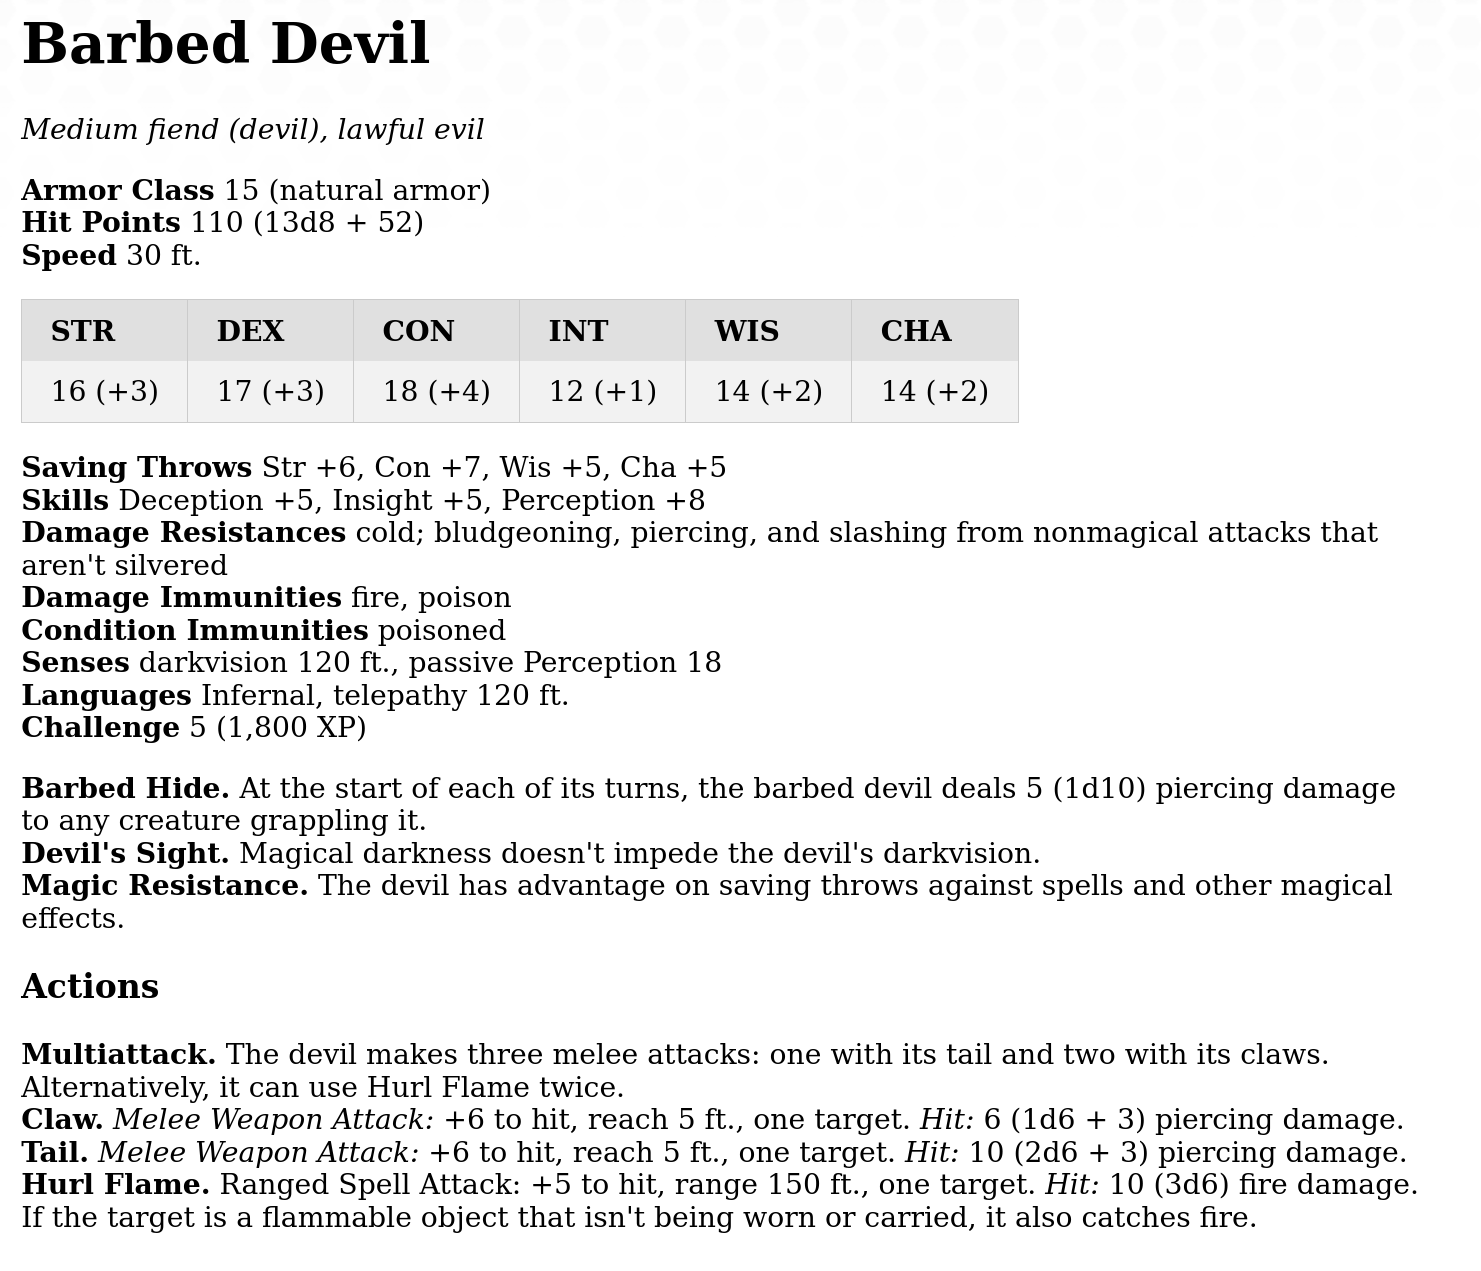 Barbed Devil
Medium fiend (devil), lawful evil
Armor Class 15 (natural armor)
Hit Points 110 (13d8 + 52)
Speed 30 ft.
STR DEX CON INT WIS CHA
16 (+3) 17 (+3) 18 (+4) 12 (+1) 14 (+2) 14 (+2)
Saving Throws Str +6, Con +7, Wis +5, Cha +5
Skills Deception +5, Insight +5, Perception +8
Damage Resistances cold; bludgeoning, piercing, and slashing from nonmagical attacks that
aren't silvered
Damage Immunities fire, poison
Condition Immunities poisoned
Senses darkvision 120 ft., passive Perception 18
Languages Infernal, telepathy 120 ft.
Challenge 5 (1,800 XP)
Barbed Hide. At the start of each of its turns, the barbed devil deals 5 (1d10) piercing damage
to any creature grappling it.
Devil's Sight. Magical darkness doesn't impede the devil's darkvision.
Magic Resistance. The devil has advantage on saving throws against spells and other magical
effects.
Actions
Multiattack. The devil makes three melee attacks: one with its tail and two with its claws.
Alternatively, it can use Hurl Flame twice.
Claw. Melee Weapon Attack: +6 to hit, reach 5 ft., one target. Hit: 6 (1d6 + 3) piercing damage.
Tail. Melee Weapon Attack: +6 to hit, reach 5 ft., one target. Hit: 10 (2d6 + 3) piercing damage.
Hurl Flame. Ranged Spell Attack: +5 to hit, range 150 ft., one target. Hit: 10 (3d6) fire damage.
If the target is a flammable object that isn't being worn or carried, it also catches fire.